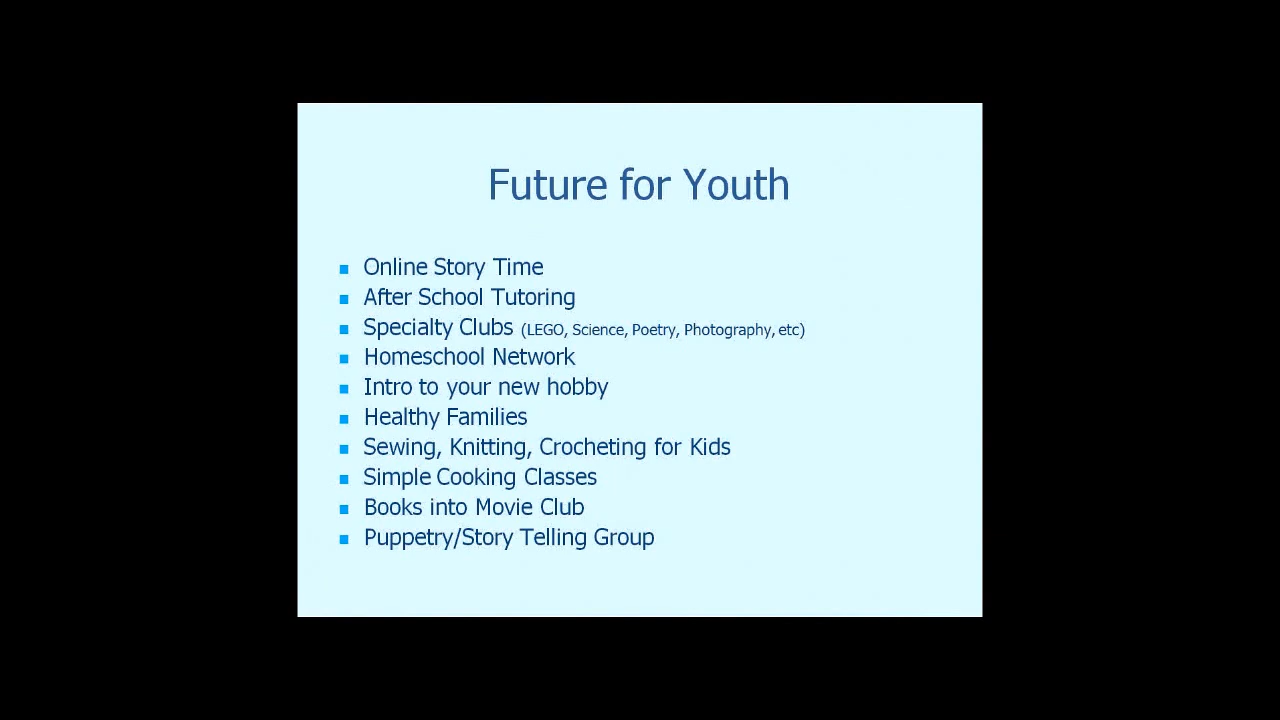 Future for Youth
Online Story Time
After School Tutoring
Specialty Clubs (LEGO, Science, Poetry, Photography, etc)
Homeschool Network
Intro to your new hobby
Healthy Families
Sewing, Knitting, Crocheting for Kids
Simple Cooking Classes
Books into Movie Club
Puppetry/Story Telling Group